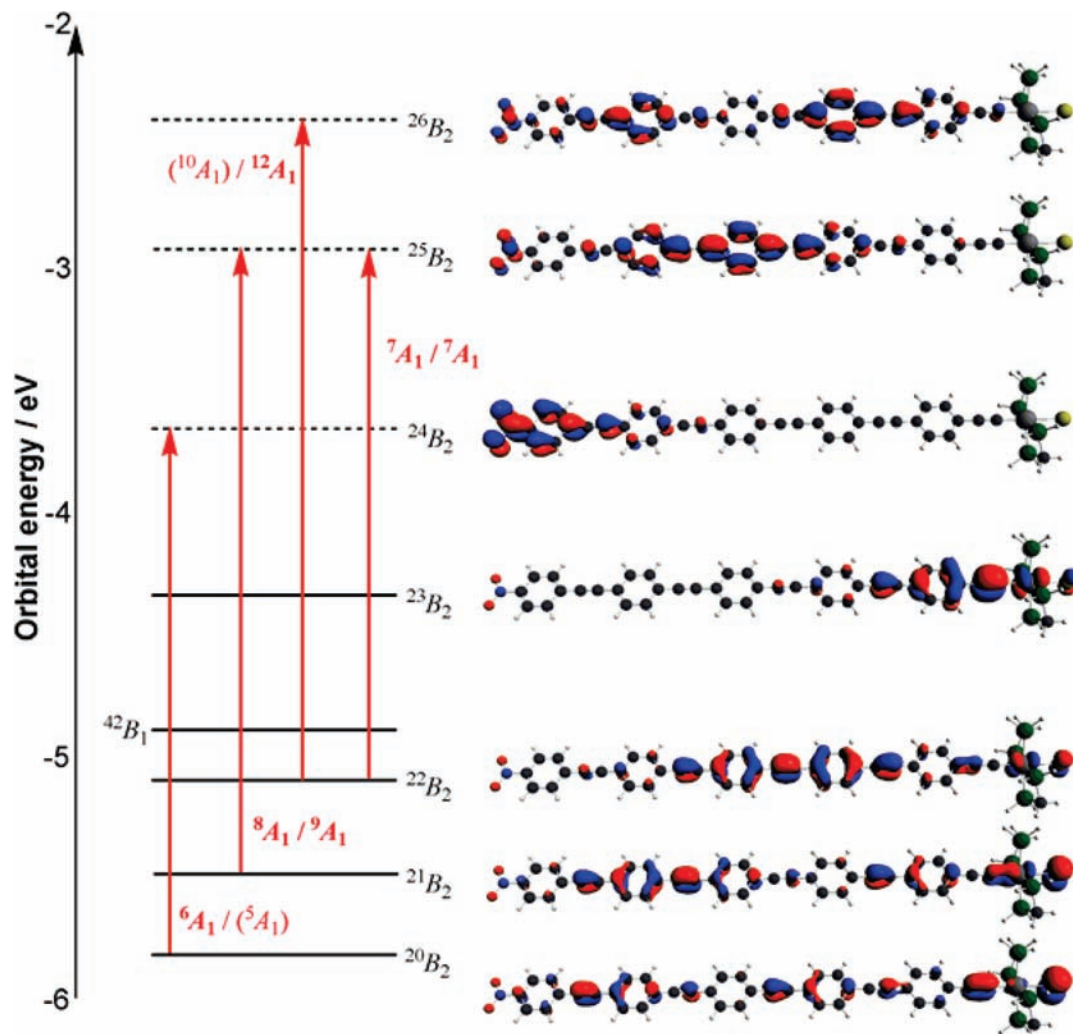 -2
²⁶B₂
(¹⁰A₁) / ¹²A₁
-3
²⁵B₂
⁷A₁ / ⁷A₁
²⁴B₂
Orbital energy / eV
-4
²³B₂
⁴²B₁
-5
²²B₂
⁸A₁ / ⁹A₁
²¹B₂
⁶A₁ / (⁵A₁)
²⁰B₂
-6